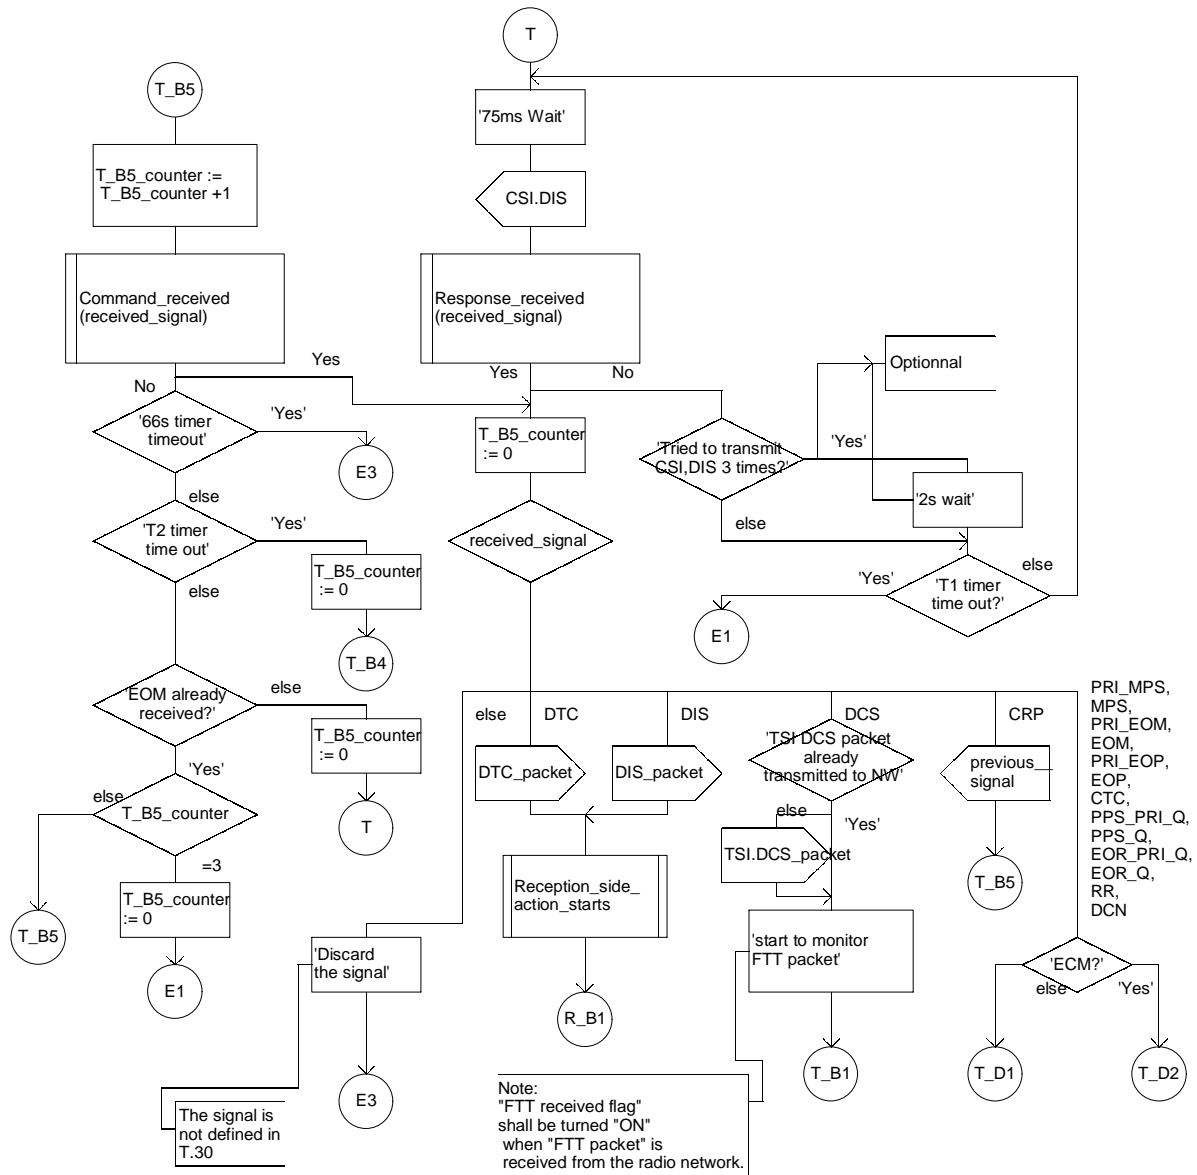 T
T_B5
'75ms Wait'
T_B5_counter :=
T_B5_counter +1
CSI.DIS
Command_received
(received_signal)
Response_received
(received_signal)
Optionnal
Yes
Yes
No
No
'66s timer
timeout'
'Yes'
E3
T_B5_counter
:= 0
'Tried to transmit
CSI,DIS 3 times?'
'Yes'
'2s wait'
else
else
'T2 timer
time out'
'Yes'
T_B5_counter
:= 0
else
received_signal
'Yes'
'T1 timer
time out?'
else
E1
T_B4
'EOM already
received?'
else
T_B5_counter
:= 0
'Yes'
else
DTC
DIS
DCS
CRP
PRI_MPS,
MPS,
PRI_EOM,
EOM,
PRI_EOP,
EOP,
CTC,
PPS_PRI_Q,
PPS_Q,
EOR_PRI_Q,
EOR_Q,
RR,
DCN
DTC_packet
DIS_packet
'TSI DCS packet
already
transmitted to NW'
previous_
signal
else
T_B5_counter
=3
T
else
'Yes'
TSI.DCS_packet
T_B5
T_B5_counter
:= 0
Reception_side_
action_starts
T_B5
E1
'Discard
the signal'
'start to monitor
FTT packet'
'ECM?'
else
'Yes'
R_B1
E3
T_B1
T_D1
T_D2
The signal is
not defined in
T.30
Note:
"FTT received flag"
shall be turned "ON"
when "FTT packet" is
received from the radio network.